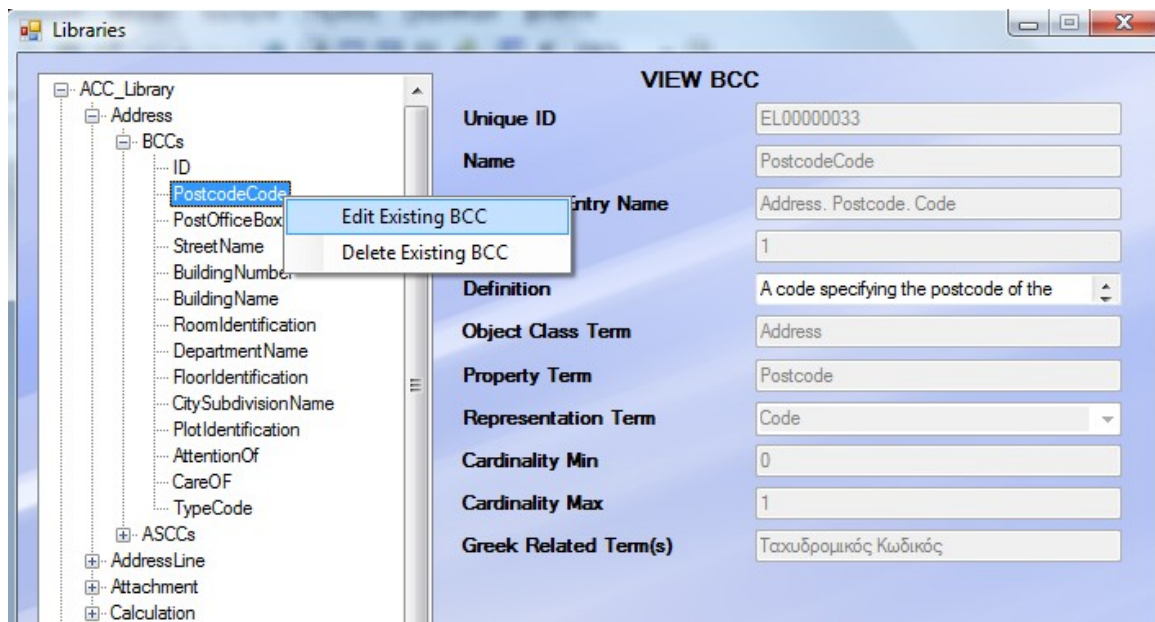 Libraries
ACC_Library
Address
BCCs
ID
PostcodeCode
PostOfficeBox
StreetName
BuildingNumber
BuildingName
RoomIdentification
DepartmentName
FloorIdentification
CitySubdivisionName
PlotIdentification
AttentionOf
CareOF
TypeCode
ASCCs
AddressLine
Attachment
Calculation
Edit Existing BCC
Delete Existing BCC
VIEW BCC
Unique ID EL00000033
Name PostcodeCode
Entry Name Address. Postcode. Code
1
Definition A code specifying the postcode of the
Object Class Term Address
Property Term Postcode
Representation Term Code
Cardinality Min 0
Cardinality Max 1
Greek Related Term(s) Ταχυδρομικός Κωδικός